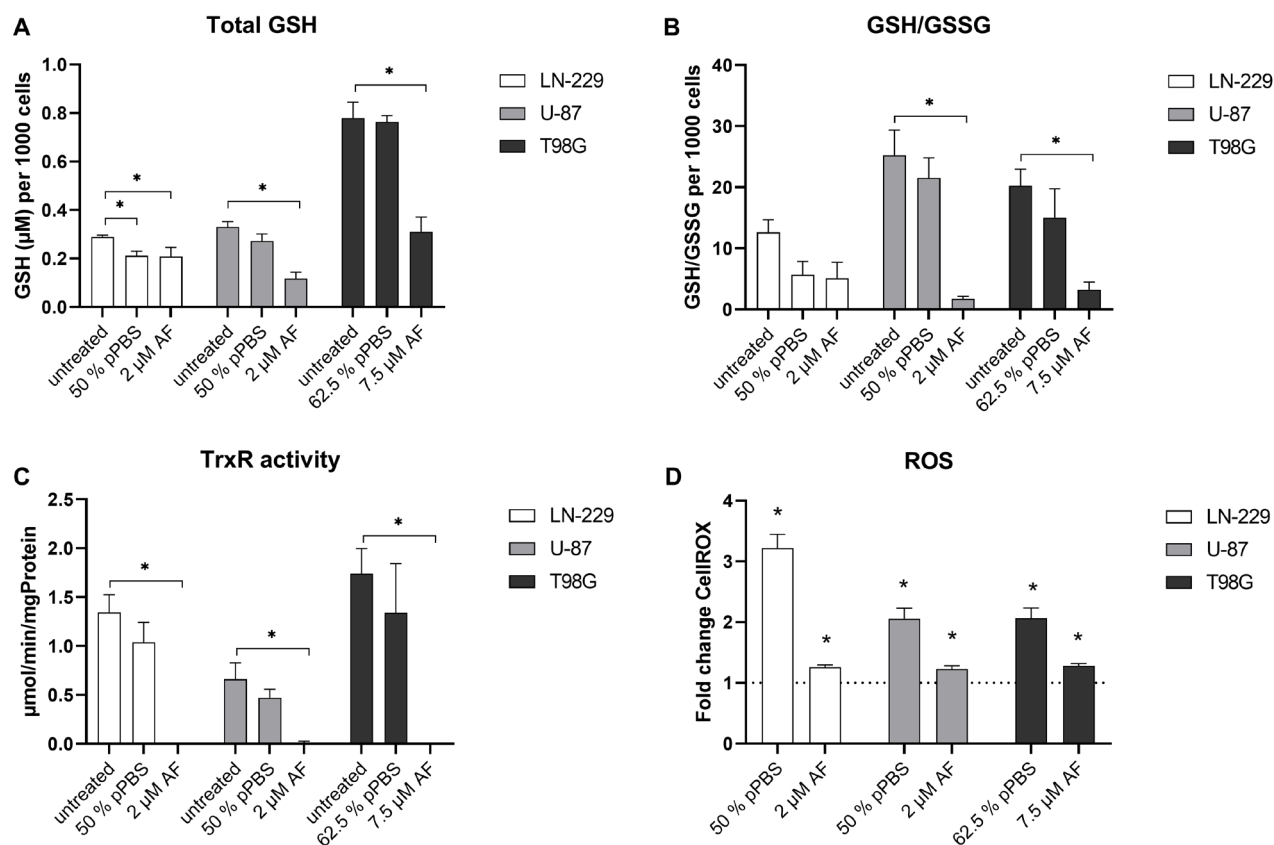 A
Total GSH
GSH (µM) per 1000 cells
1.0
0.8
0.6
0.4
0.2
0.0
*
*
*
*
untreated
50 % pPBS
2 µM AF
untreated
50 % pPBS
2 µM AF
untreated
62.5 % pPBS
7.5 µM AF
LN-229
U-87
T98G
B
GSH/GSSG
GSH/GSSG per 1000 cells
40
30
20
10
0
*
*
untreated
50 % pPBS
2 µM AF
untreated
50 % pPBS
2 µM AF
untreated
62.5 % pPBS
7.5 µM AF
LN-229
U-87
T98G
C
TrxR activity
µmol/min/mgProtein
2.5
2.0
1.5
1.0
0.5
0.0
*
*
*
untreated
50 % pPBS
2 µM AF
untreated
50 % pPBS
2 µM AF
untreated
62.5 % pPBS
7.5 µM AF
LN-229
U-87
T98G
D
ROS
Fold change CellROX
4
3
2
1
0
*
*
*
*
*
*
50 % pPBS
2 µM AF
50 % pPBS
2 µM AF
62.5 % pPBS
7.5 µM AF
LN-229
U-87
T98G